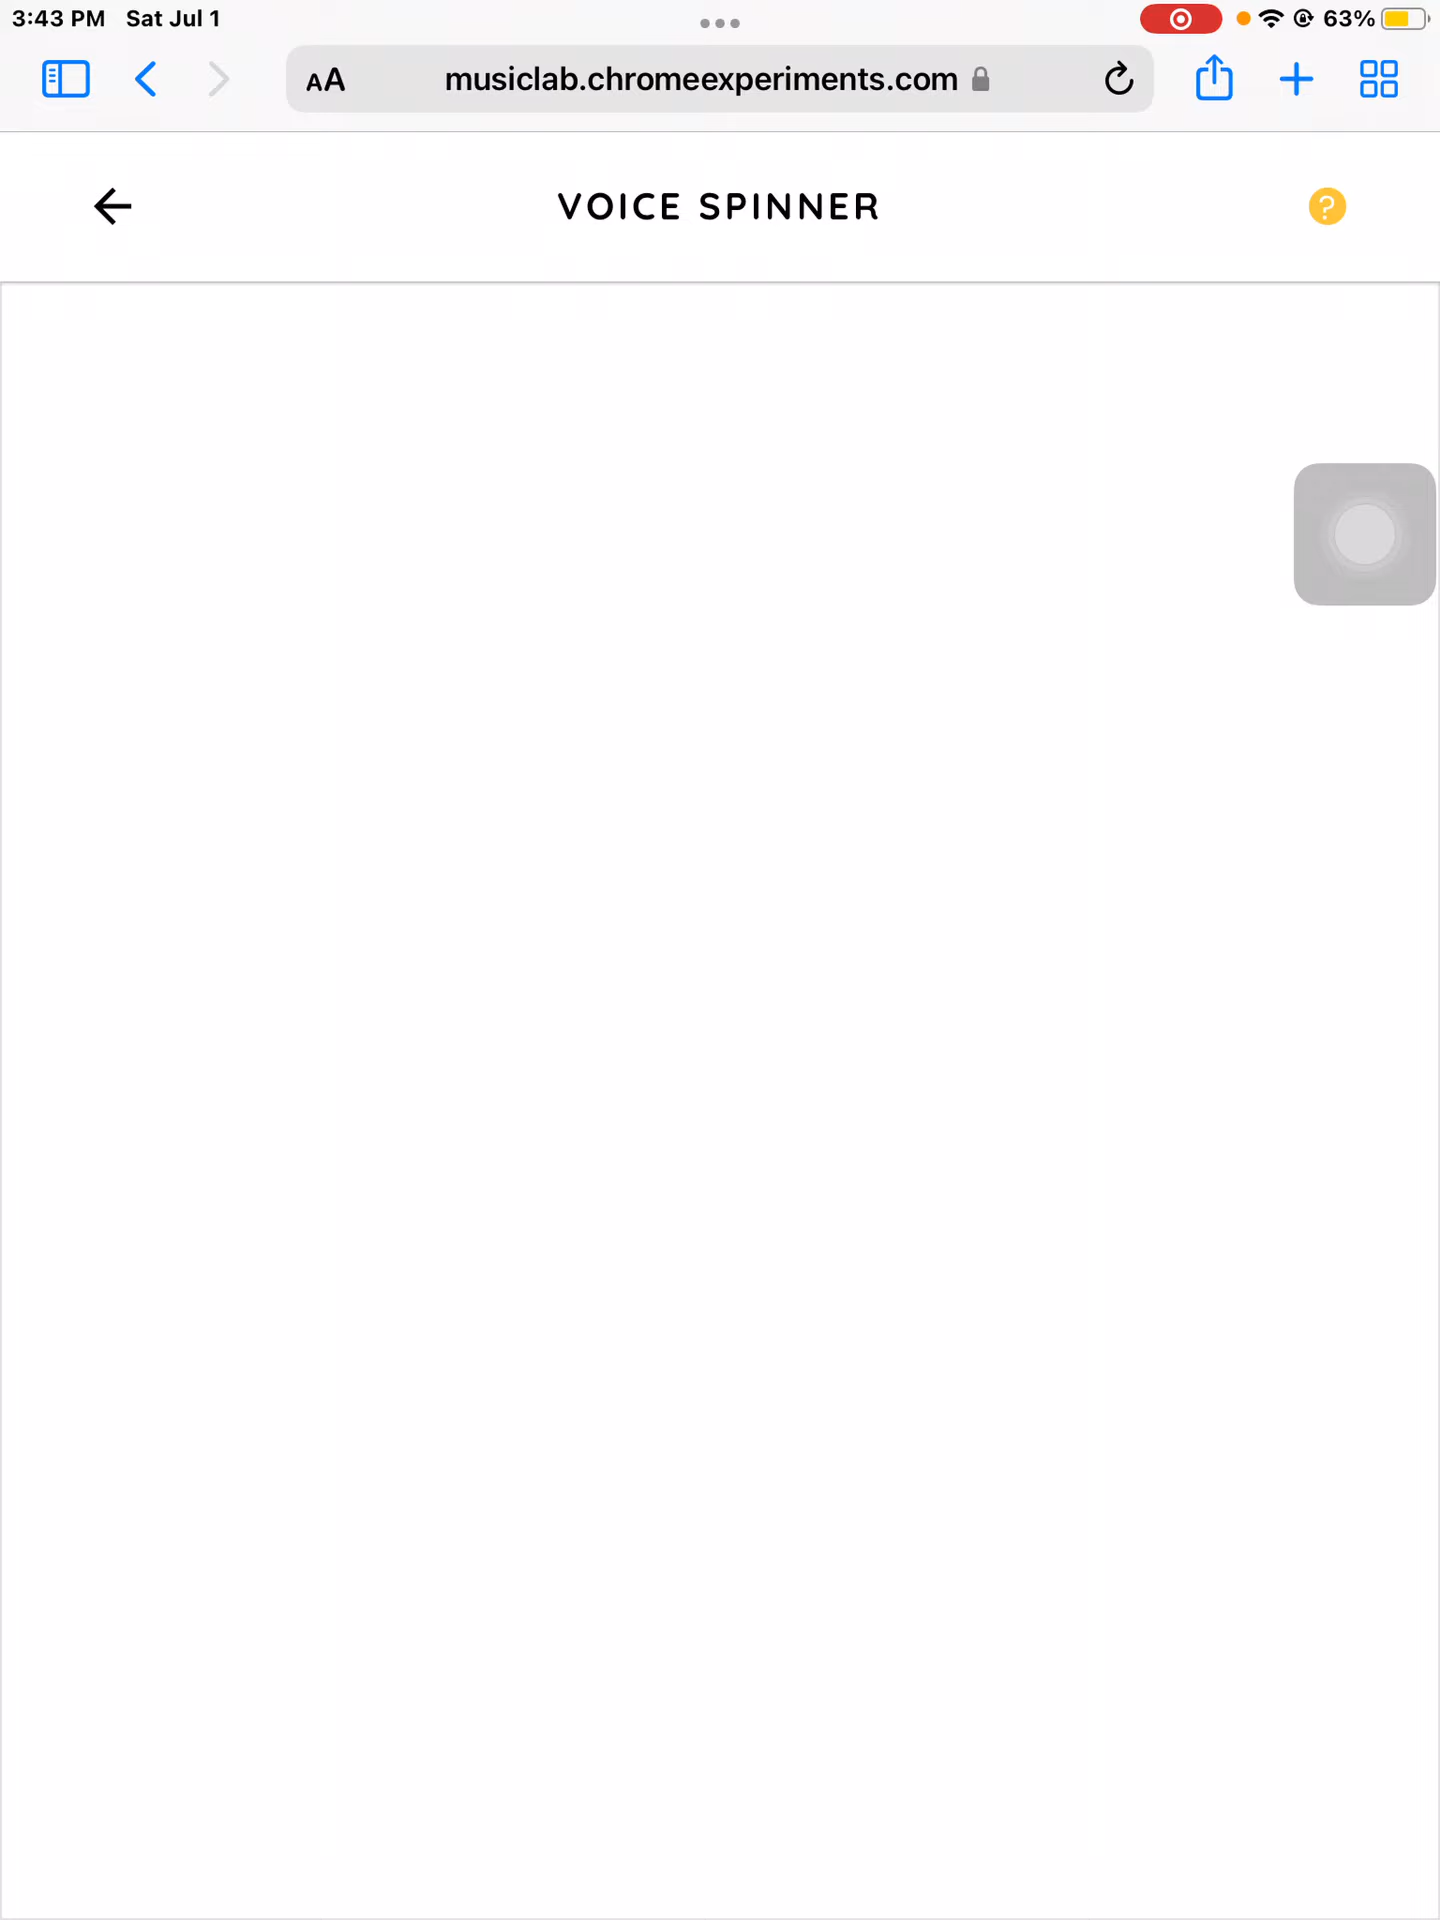 3:43 PM Sat Jul 1
63%
AA musiclab.chromeexperiments.com
VOICE SPINNER
?